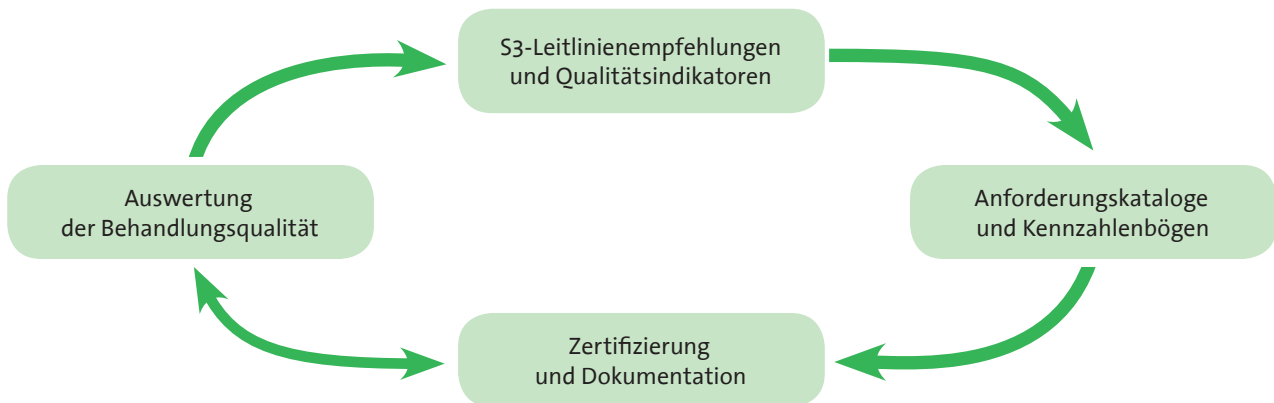 S3-Leitlinienempfehlungen
und Qualitätsindikatoren
Auswertung
der Behandlungsqualität
Anforderungskataloge
und Kennzahlenbögen
Zertifizierung
und Dokumentation